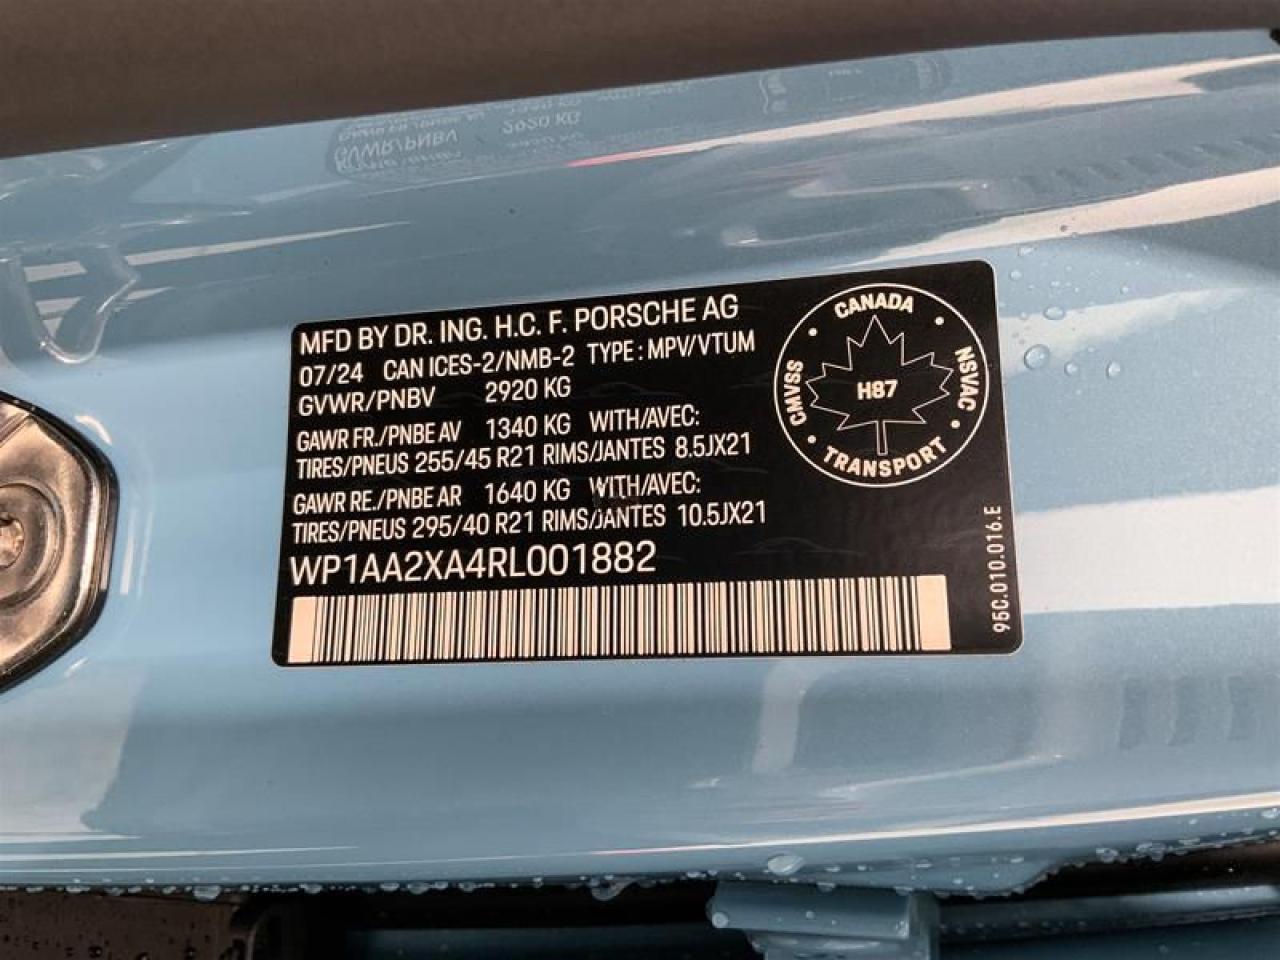 MFD BY DR. ING. H.C. F. PORSCHE AG
07/24 CAN ICES-2/NMB-2 TYPE : MPV/VTUM
GVWR/PNBV 2920 KG
GAWR FR./PNBE AV 1340 KG WITH/AVEC:
TIRES/PNEUS 255/45 R21 RIMS/JANTES 8.5JX21
GAWR RE./PNBE AR 1640 KG WITH/AVEC:
TIRES/PNEUS 295/40 R21 RIMS/JANTES 10.5JX21
WP1AA2XA4RL001882
CANADA
CMVSS
H87
NSVAC
TRANSPORT
95C.010.016.E